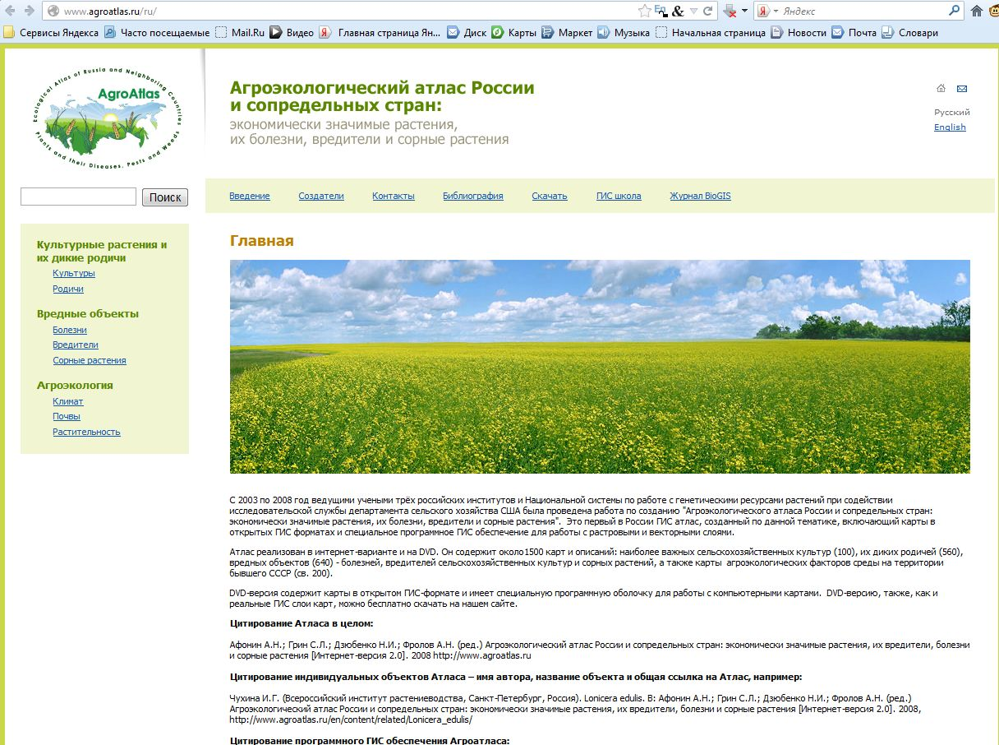 www.agroatlas.ru/ru/
Яндекс
Сервисы Яндекса Часто посещаемые Mail.Ru Видео Главная страница Ян... Диск Карты Маркет Музыка Начальная страница Новости Почта Словари
Ecological Atlas of Russia and Neighboring Countries
AgroAtlas
Plants and their Diseases, Pests and Weeds
Агроэкологический атлас России
и сопредельных стран:
экономически значимые растения,
их болезни, вредители и сорные растения
Русский
English
Поиск
Введение Создатели Контакты Библиография Скачать ГИС школа Журнал BioGIS
Культурные растения и
их дикие родичи
Культуры
Родичи
Вредные объекты
Болезни
Вредители
Сорные растения
Агроэкология
Климат
Почвы
Растительность
Главная
С 2003 по 2008 год ведущими учеными трёх российских институтов и Национальной системы по работе с генетическими ресурсами растений при содействии
исследовательской службы департамента сельского хозяйства США была проведена работа по созданию "Агроэкологического атласа России и сопредельных стран:
экономически значимые растения, их болезни, вредители и сорные растения". Это первый в России ГИС атлас, созданный по данной тематике, включающий карты в
открытых ГИС форматах и специальное программное ГИС обеспечение для работы с растровыми и векторными слоями.
Атлас реализован в интернет-варианте и на DVD. Он содержит около1500 карт и описаний: наиболее важных сельскохозяйственных культур (100), их диких родичей (560),
вредных объектов (640) - болезней, вредителей сельскохозяйственных культур и сорных растений, а также карты агроэкологических факторов среды на территории
бывшего СССР (св. 200).
DVD-версия содержит карты в открытом ГИС-формате и имеет специальную программную оболочку для работы с компьютерными картами. DVD-версию, также, как и
реальные ГИС слои карт, можно бесплатно скачать на нашем сайте.
Цитирование Атласа в целом:
Афонин А.Н.; Грин С.Л.; Дзюбенко Н.И.; Фролов А.Н. (ред.) Агроэкологический атлас России и сопредельных стран: экономически значимые растения, их вредители, болезни
и сорные растения [Интернет-версия 2.0]. 2008 http://www.agroatlas.ru
Цитирование индивидуальных объектов Атласа – имя автора, название объекта и общая ссылка на Атлас, например:
Чухина И.Г. (Всероссийский институт растениеводства, Санкт-Петербург, Россия). Lonicera edulis. В: Афонин А.Н.; Грин С.Л.; Дзюбенко Н.И.; Фролов А.Н. (ред.)
Агроэкологический атлас России и сопредельных стран: экономически значимые растения, их вредители, болезни и сорные растения [Интернет-версия 2.0]. 2008,
http://www.agroatlas.ru/en/content/related/Lonicera_edulis/
Цитирование программного ГИС обеспечения Агроатласа: